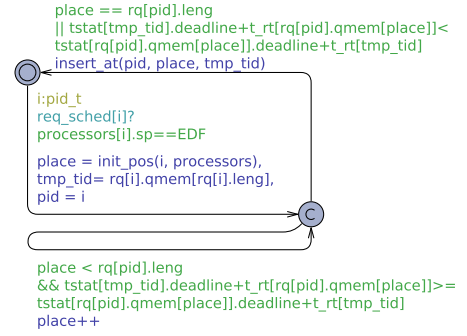 place == rq[pid].leng
|| tstat[tmp_tid].deadline+t_rt[rq[pid].qmem[place]]<
tstat[rq[pid].qmem[place]].deadline+t_rt[tmp_tid]
insert_at(pid, place, tmp_tid)
i:pid_t
req_sched[i]?
processors[i].sp==EDF
place = init_pos(i, processors),
tmp_tid= rq[i].qmem[rq[i].leng],
pid = i
C
place < rq[pid].leng
&& tstat[tmp_tid].deadline+t_rt[rq[pid].qmem[place]]>=
tstat[rq[pid].qmem[place]].deadline+t_rt[tmp_tid]
place++